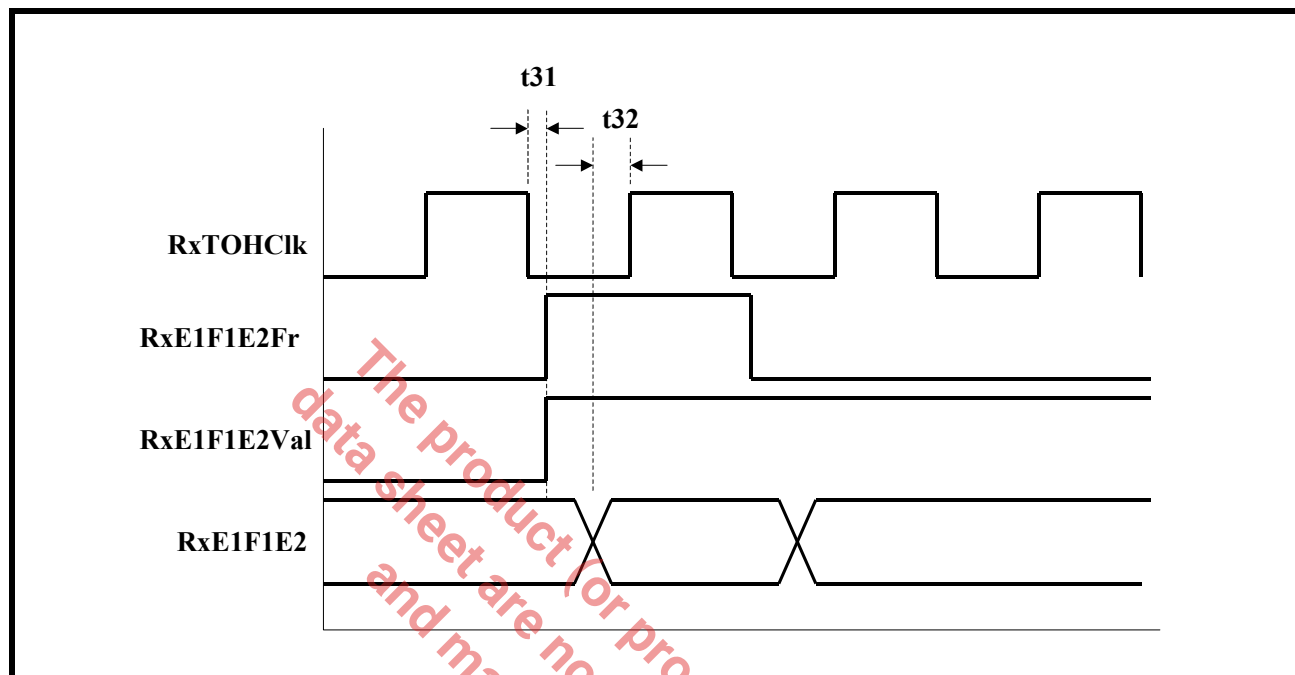 t31
t32
RxTOHClk
RxE1F1E2Fr
RxE1F1E2Val
RxE1F1E2
The product (or pro
data sheet are no
and ma